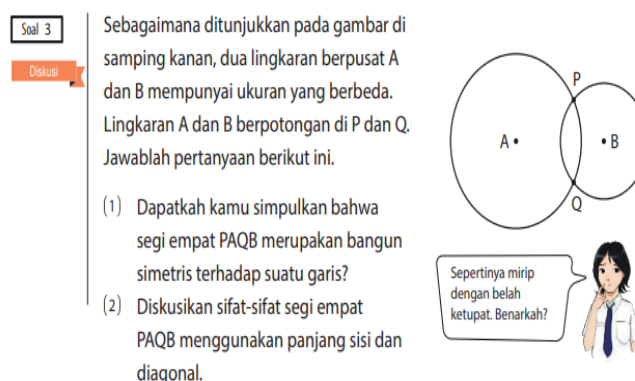 Soal 3
Diskusi
Sebagaimana ditunjukkan pada gambar di
samping kanan, dua lingkaran berpusat A
dan B mempunyai ukuran yang berbeda.
Lingkaran A dan B berpotongan di P dan Q.
Jawablah pertanyaan berikut ini.
(1) Dapatkah kamu simpulkan bahwa
segi empat PAQB merupakan bangun
simetris terhadap suatu garis?
(2) Diskusikan sifat-sifat segi empat
PAQB menggunakan panjang sisi dan
diagonal.
P
A
B
Q
Sepertinya mirip
dengan belah
ketupat. Benarkah?